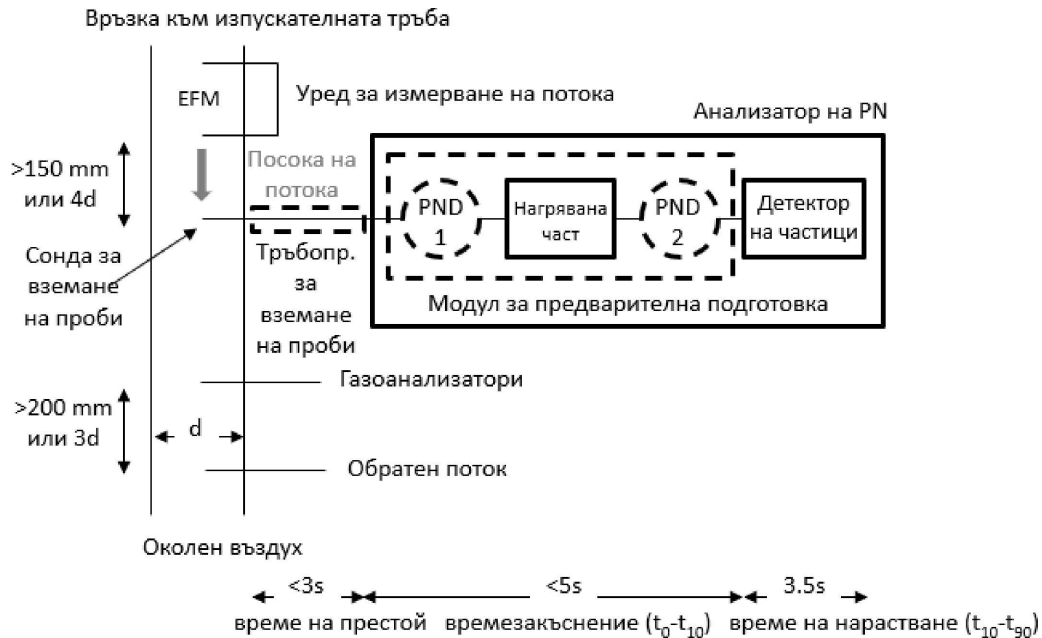 Връзка към изпускателната тръба
EFM
Уред за измерване на потока
Анализатор на PN
>150 mm
или 4d
Посока на
потока
PND
1
Нагрявана
част
PND
2
Детектор
на частици
Сонда за
вземане
на проби
Тръбопр.
за
вземане
на проби
Модул за предварителна подготовка
Газоанализатори
>200 mm
или 3d
d
Обратен поток
Околен въздух
<3s
<5s
3.5s
време на престой
времезакъснение (t0-t10)
време на нарастване (t10-t90)